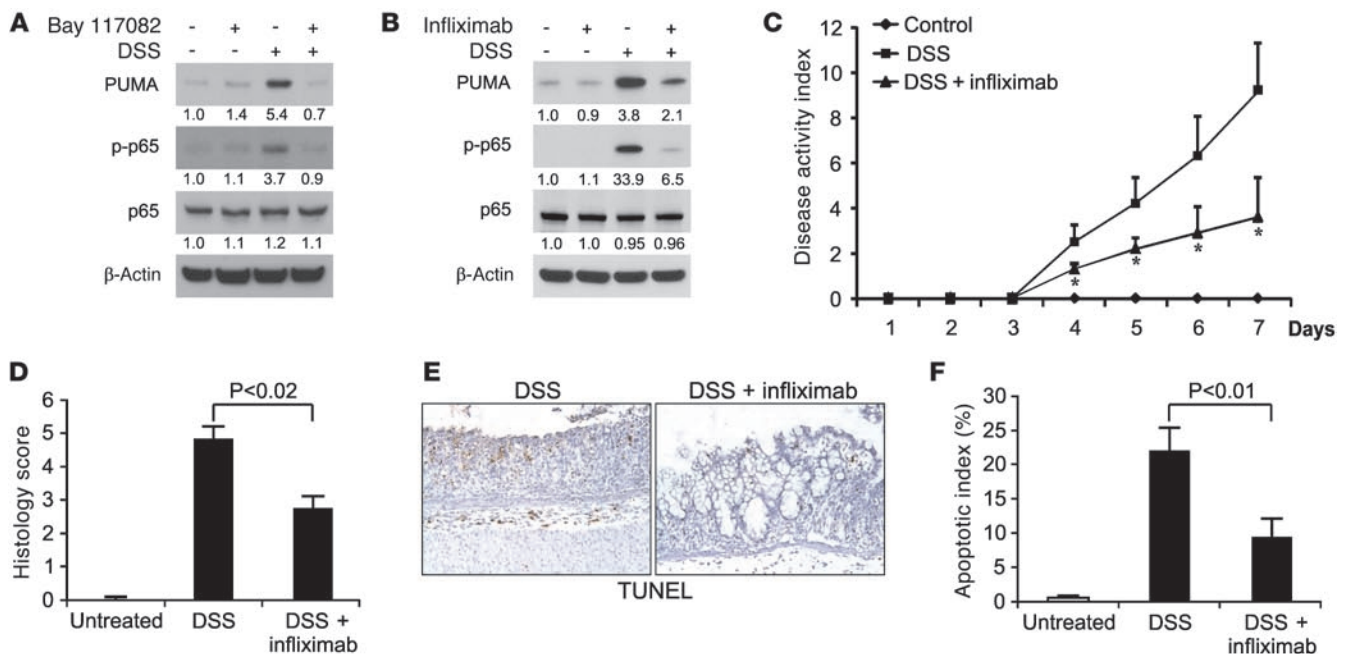 A
Bay 117082 - + - +
DSS - - + +
PUMA
1.0 1.4 5.4 0.7
p-p65
1.0 1.1 3.7 0.9
p65
1.0 1.1 1.2 1.1
β-Actin
B
Infliximab - + - +
DSS - - + +
PUMA
1.0 0.9 3.8 2.1
p-p65
1.0 1.1 33.9 6.5
p65
1.0 1.0 0.95 0.96
β-Actin
C
Control
DSS
DSS + infliximab
Disease activity index
12
10
8
6
4
2
0
* * * *
1 2 3 4 5 6 7 Days
D
P<0.02
Histology score
6
5
4
3
2
1
0
Untreated DSS DSS +
infliximab
E
DSS DSS + infliximab
TUNEL
F
P<0.01
Apoptotic index (%)
30
25
20
15
10
5
0
Untreated DSS DSS +
infliximab